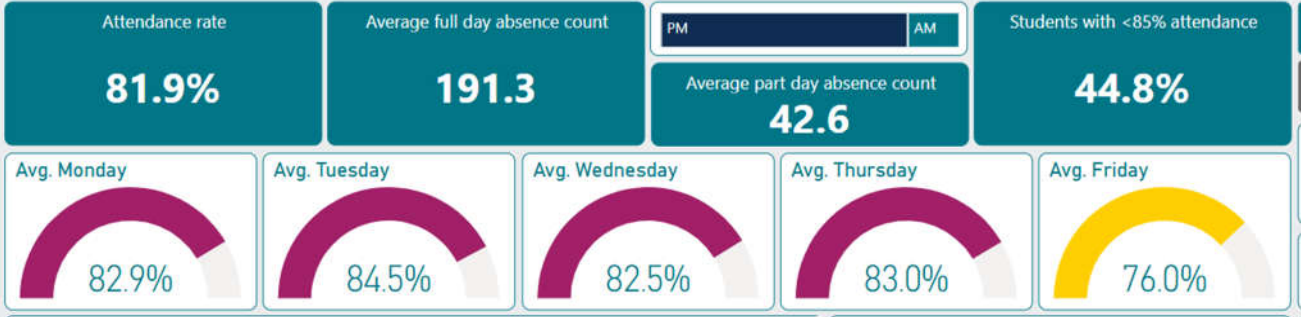 Attendance rate
81.9%
Average full day absence count
191.3
PM
AM
Average part day absence count
42.6
Students with <85% attendance
44.8%
Avg. Monday
82.9%
Avg. Tuesday
84.5%
Avg. Wednesday
82.5%
Avg. Thursday
83.0%
Avg. Friday
76.0%